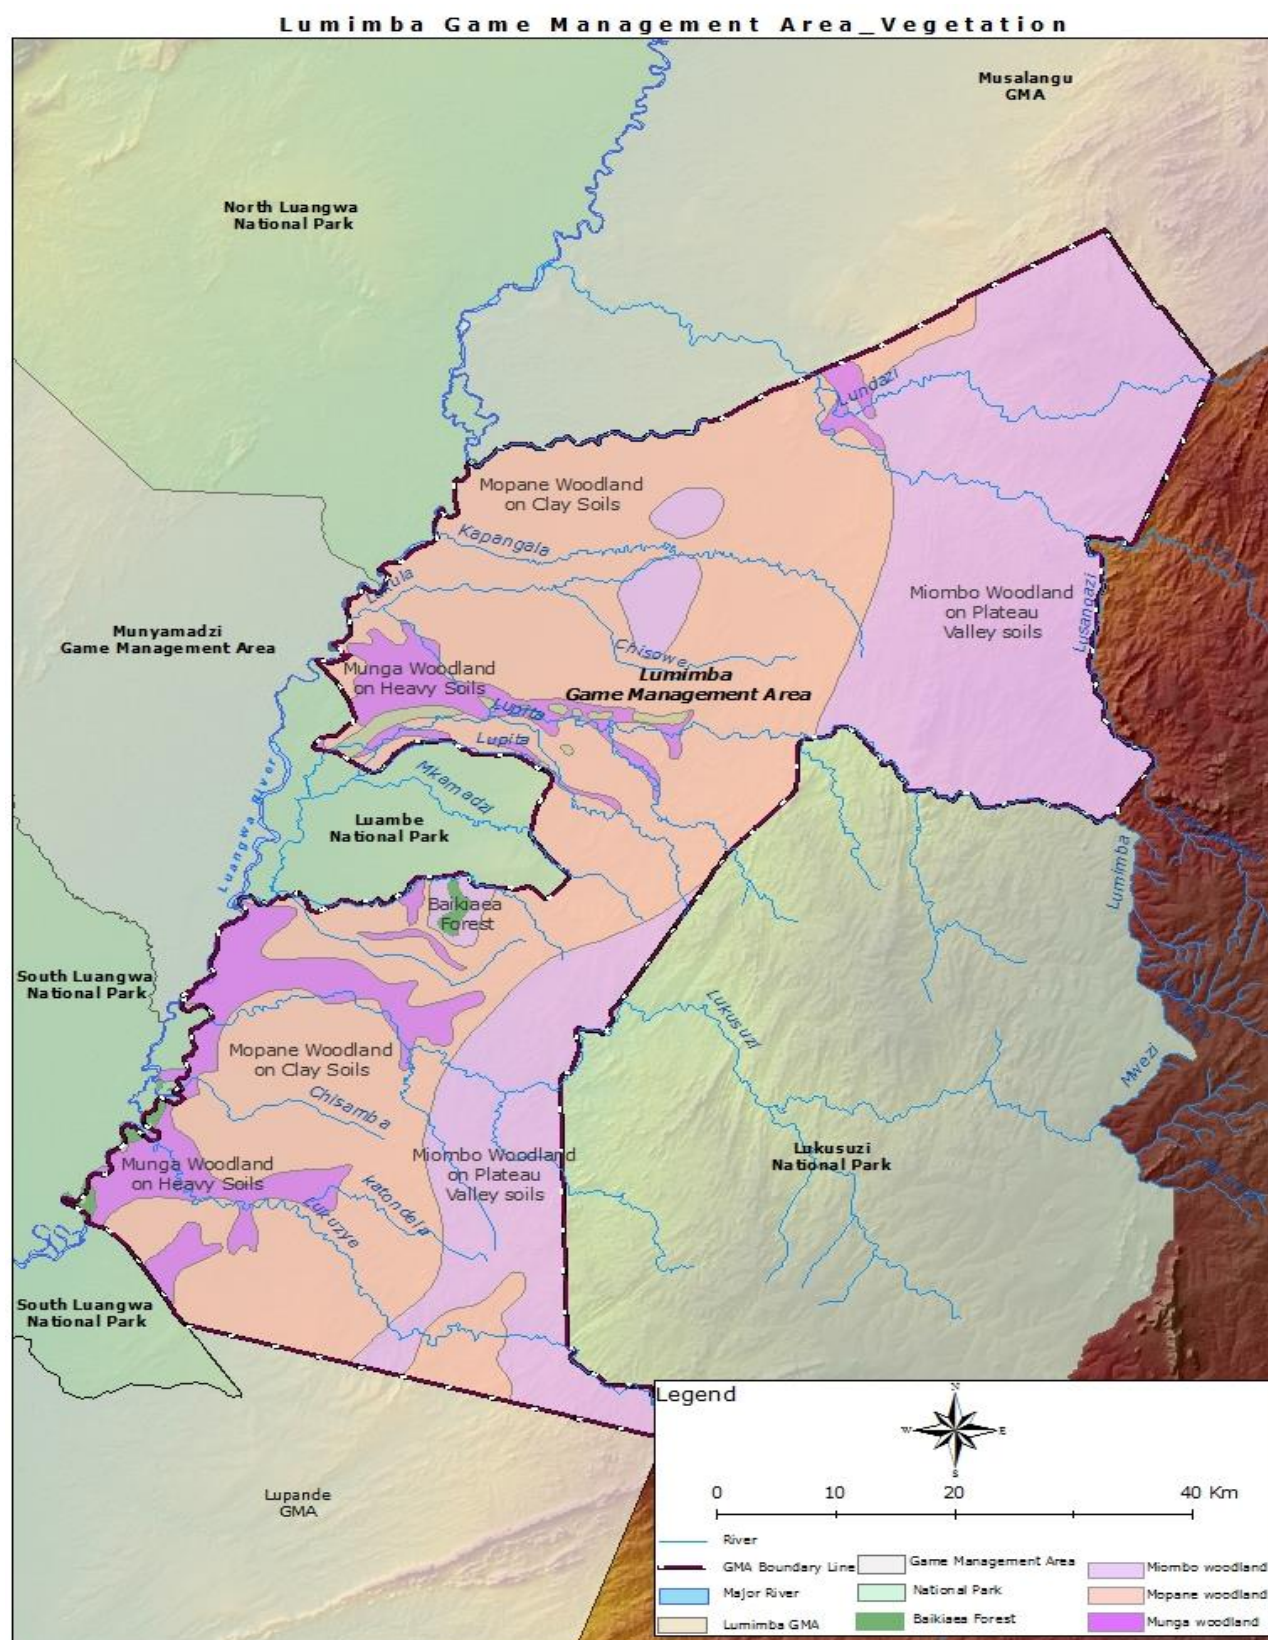 Lumimba Game Management Area_Vegetation
Musalangu
GMA
North Luangwa
National Park
Lundazi
Mopane Woodland
on Clay Soils
Kapangala
Luvula
Miombo Woodland
on Plateau
Valley soils
Lusangazi
Munyamadzi
Game Management Area
Chisowe
Munga Woodland
on Heavy Soils
Lumimba
Game Management Area
Lupita
Lupita
Mkamadzi
Luangwa River
Luambe
National Park
Lumimba
Baikiaea
Forest
South Luangwa
National Park
Lukusuzi
Mopane Woodland
on Clay Soils
Mwezi
Chisamba
Lukusuzi
National Park
Miombo Woodland
on Plateau
Valley soils
Munga Woodland
on Heavy Soils
katondela
Lukuzye
South Luangwa
National Park
Lupande
GMA
Legend
N
W
E
S
0 10 20 40 Km
River
GMA Boundary Line
Major River
Lumimba GMA
Game Management Area
National Park
Baikiaea Forest
Miombo woodland
Mopane woodland
Munga woodland